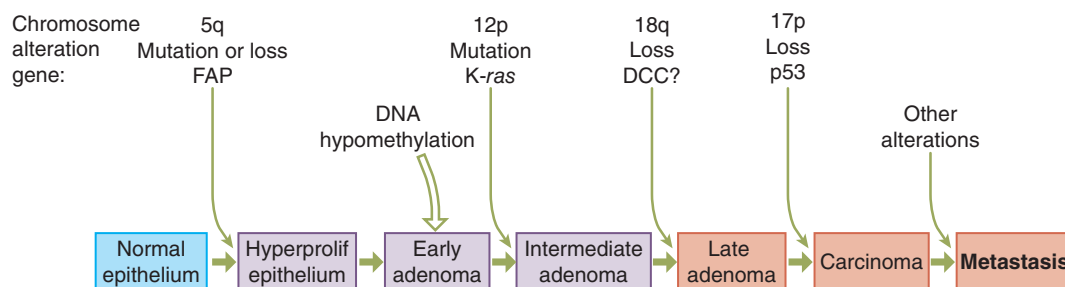 Chromosome
alteration
gene:
5q
Mutation or loss
FAP
12p
Mutation
K-ras
18q
Loss
DCC?
17p
Loss
p53
DNA
hypomethylation
Other
alterations
Normal
epithelium
Hyperprolif
epithelium
Early
adenoma
Intermediate
adenoma
Late
adenoma
Carcinoma
Metastasis